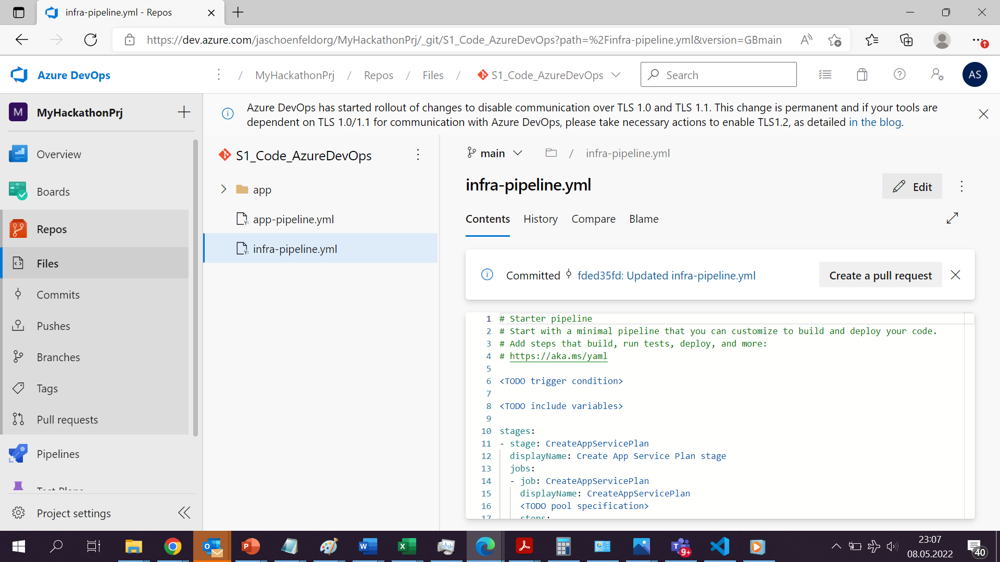 infra-pipeline.yml - Repos
https://dev.azure.com/jaschoenfeldorg/MyHackathonPrj/_git/S1_Code_AzureDevOps?path=%2Finfra-pipeline.yml&version=GBmain
Azure DevOps
/ MyHackathonPrj / Repos / Files / S1_Code_AzureDevOps
Search
AS
M MyHackathonPrj
Azure DevOps has started rollout of changes to disable communication over TLS 1.0 and TLS 1.1. This change is permanent and if your tools are
dependent on TLS 1.0/1.1 for communication with Azure DevOps, please take necessary actions to enable TLS1.2, as detailed in the blog.
Overview
Boards
Repos
Files
Commits
Pushes
Branches
Tags
Pull requests
Pipelines
Test Plans
Project settings
S1_Code_AzureDevOps
app
app-pipeline.yml
infra-pipeline.yml
main / infra-pipeline.yml
infra-pipeline.yml
Edit
Contents History Compare Blame
Committed fded35fd: Updated infra-pipeline.yml
Create a pull request
1 # Starter pipeline
2 # Start with a minimal pipeline that you can customize to build and deploy your code.
3 # Add steps that build, run tests, deploy, and more:
4 # https://aka.ms/yaml
5
6 <TODO trigger condition>
7
8 <TODO include variables>
9
10 stages:
11 - stage: CreateAppServicePlan
12 displayName: Create App Service Plan stage
13 jobs:
14 - job: CreateAppServicePlan
15 displayName: CreateAppServicePlan
16 <TODO pool specification>
17 steps:
9+
23:07
08.05.2022
40